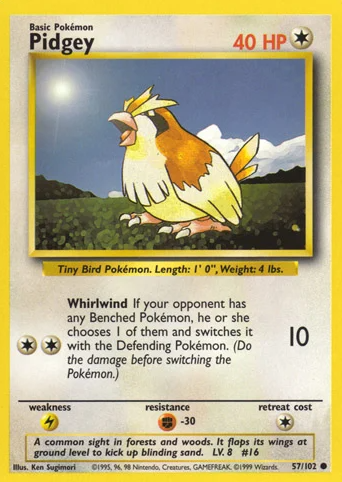 Basic Pokémon
Pidgey
40 HP
Tiny Bird Pokémon. Length: 1' 0", Weight: 4 lbs.
Whirlwind If your opponent has
any Benched Pokémon, he or she
chooses 1 of them and switches it
with the Defending Pokémon. (Do
the damage before switching the
Pokémon.)
10
weakness
resistance
retreat cost
-30
A common sight in forests and woods. It flaps its wings at
ground level to kick up blinding sand. LV. 8 #16
Illus. Ken Sugimori
©1995, 96, 98 Nintendo, Creatures, GAMEFREAK. ©1999 Wizards.
57/102